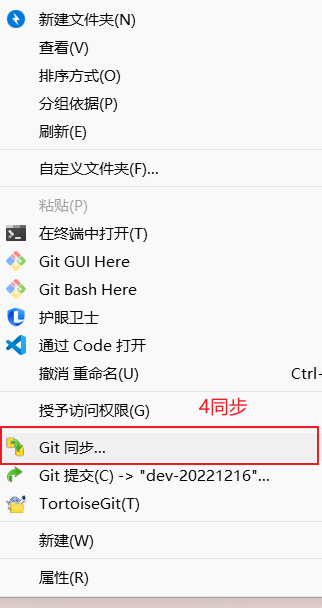 新建文件夹(N)
查看(V)
排序方式(O)
分组依据(P)
刷新(E)
自定义文件夹(F)...
粘贴(P)
在终端中打开(T)
Git GUI Here
Git Bash Here
护眼卫士
通过 Code 打开
撤消 重命名(U) Ctrl-
授予访问权限(G)
4同步
Git 同步...
Git 提交(C) -> "dev-20221216"...
TortoiseGit(T)
新建(W)
属性(R)